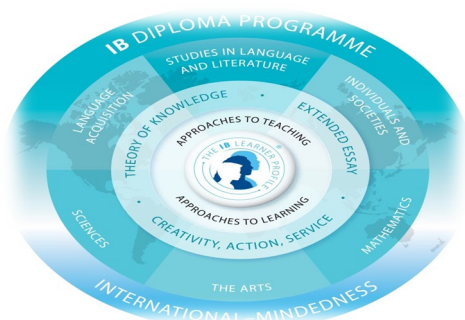 IB DIPLOMA PROGRAMME
STUDIES IN LANGUAGE
AND LITERATURE
LANGUAGE
ACQUISITION
INDIVIDUALS AND
SOCIETIES
THEORY OF KNOWLEDGE
EXTENDED ESSAY
APPROACHES TO TEACHING
THE IB LEARNER PROFILE
APPROACHES TO LEARNING
CREATIVITY, ACTION, SERVICE
SCIENCES
MATHEMATICS
THE ARTS
INTERNATIONAL-MINDEDNESS